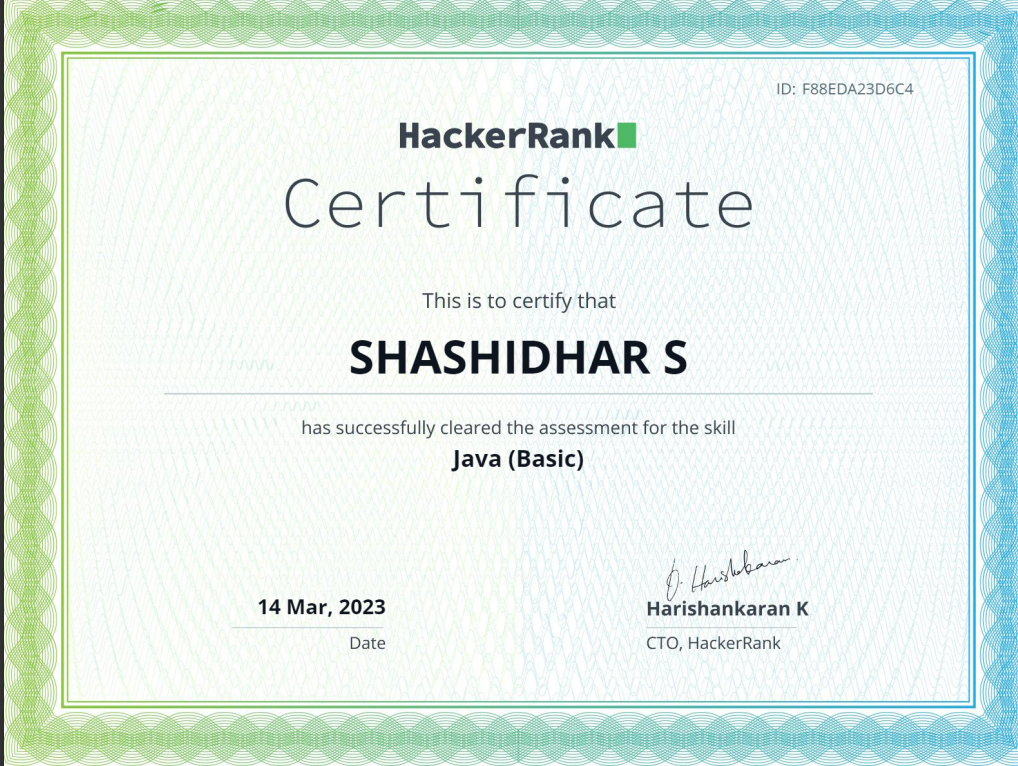 ID: F88EDA23D6C4
HackerRank
Certificate
This is to certify that
SHASHIDHAR S
has successfully cleared the assessment for the skill
Java (Basic)
14 Mar, 2023
Date
Harishankaran K
CTO, HackerRank